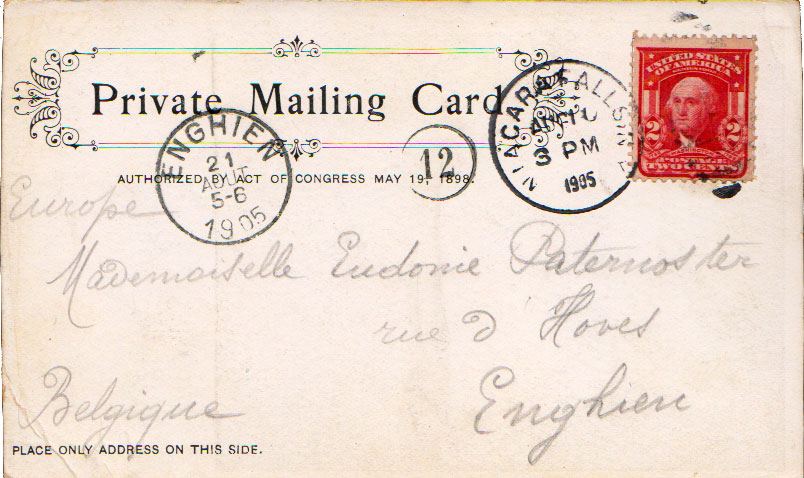 Private Mailing Card
AUTHORIZED BY ACT OF CONGRESS MAY 19, 1898.
ENGHIEN
21
AOUT
5-6
1905
12
NIAGARA FALLS N.Y.
3 PM
1905
UNITED STATES
OF AMERICA
2 2
POSTAGE
TWO CENTS
Europe
Mademoiselle Eudonie Paternoster
rue d Hoves
Enghien
Belgique
PLACE ONLY ADDRESS ON THIS SIDE.